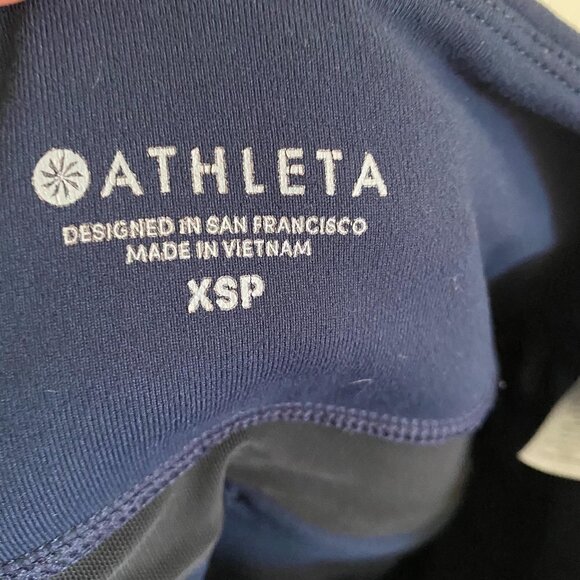 ATHLETA
DESIGNED IN SAN FRANCISCO
MADE IN VIETNAM
XSP